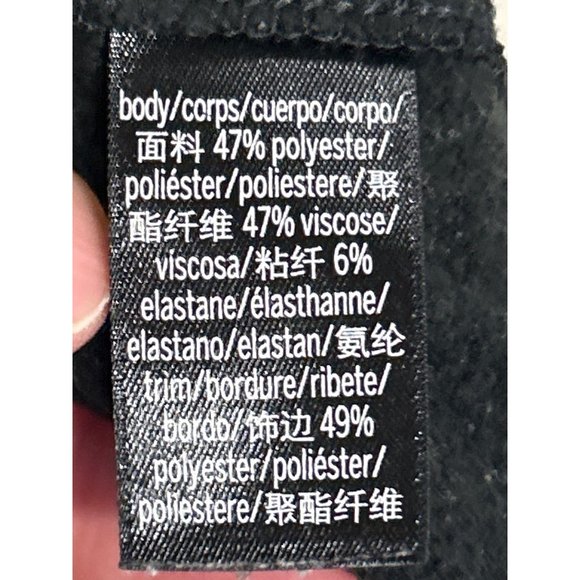 body/corps/cuerpo/corpo/
面料 47% polyester/
poliéster/poliestere/聚
酯纤维 47% viscose/
viscosa/粘纤 6%
elastane/élasthanne/
elastano/elastan/氨纶
trim/bordure/ribete/
bordo/饰边 49%
polyester/poliéster/
poliestere/聚酯纤维